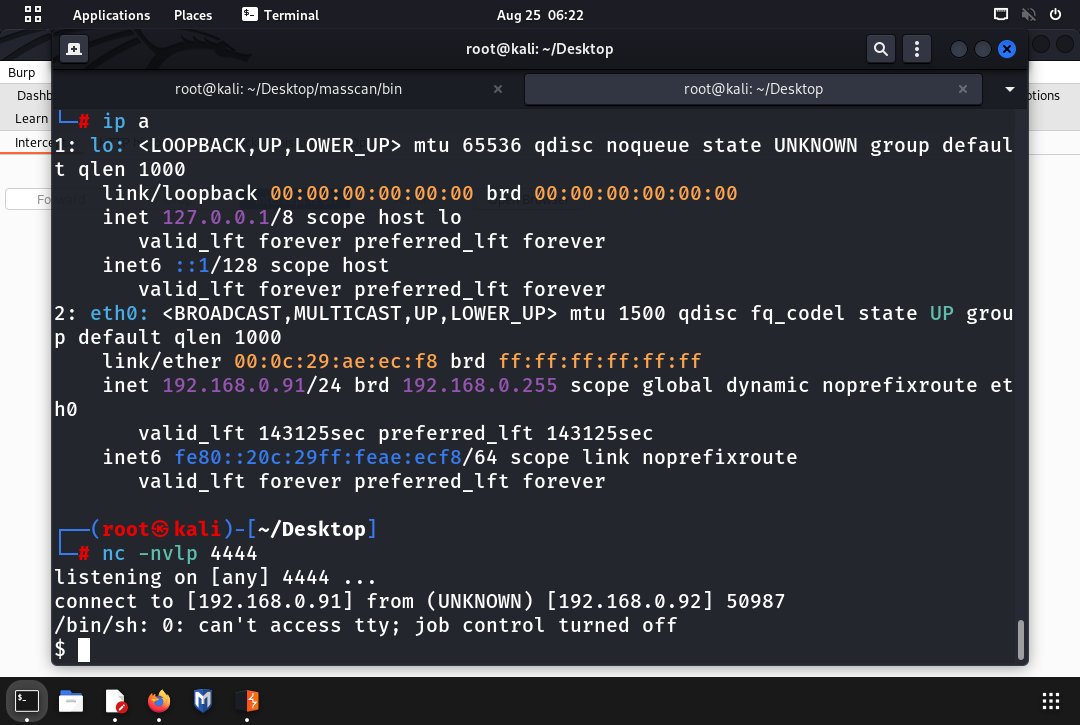 Applications Places Terminal Aug 25 06:22
root@kali: ~/Desktop
Burp
root@kali: ~/Desktop/masscan/bin root@kali: ~/Desktop
Learn
└─# ip a
1: lo: <LOOPBACK,UP,LOWER_UP> mtu 65536 qdisc noqueue state UNKNOWN group defaul
t qlen 1000
link/loopback 00:00:00:00:00:00 brd 00:00:00:00:00:00
inet 127.0.0.1/8 scope host lo
valid_lft forever preferred_lft forever
inet6 ::1/128 scope host
valid_lft forever preferred_lft forever
2: eth0: <BROADCAST,MULTICAST,UP,LOWER_UP> mtu 1500 qdisc fq_codel state UP grou
p default qlen 1000
link/ether 00:0c:29:ae:ec:f8 brd ff:ff:ff:ff:ff:ff
inet 192.168.0.91/24 brd 192.168.0.255 scope global dynamic noprefixroute et
h0
valid_lft 143125sec preferred_lft 143125sec
inet6 fe80::20c:29ff:feae:ecf8/64 scope link noprefixroute
valid_lft forever preferred_lft forever
┌──(root㉿kali)-[~/Desktop]
└─# nc -nvlp 4444
listening on [any] 4444 ...
connect to [192.168.0.91] from (UNKNOWN) [192.168.0.92] 50987
/bin/sh: 0: can't access tty; job control turned off
$